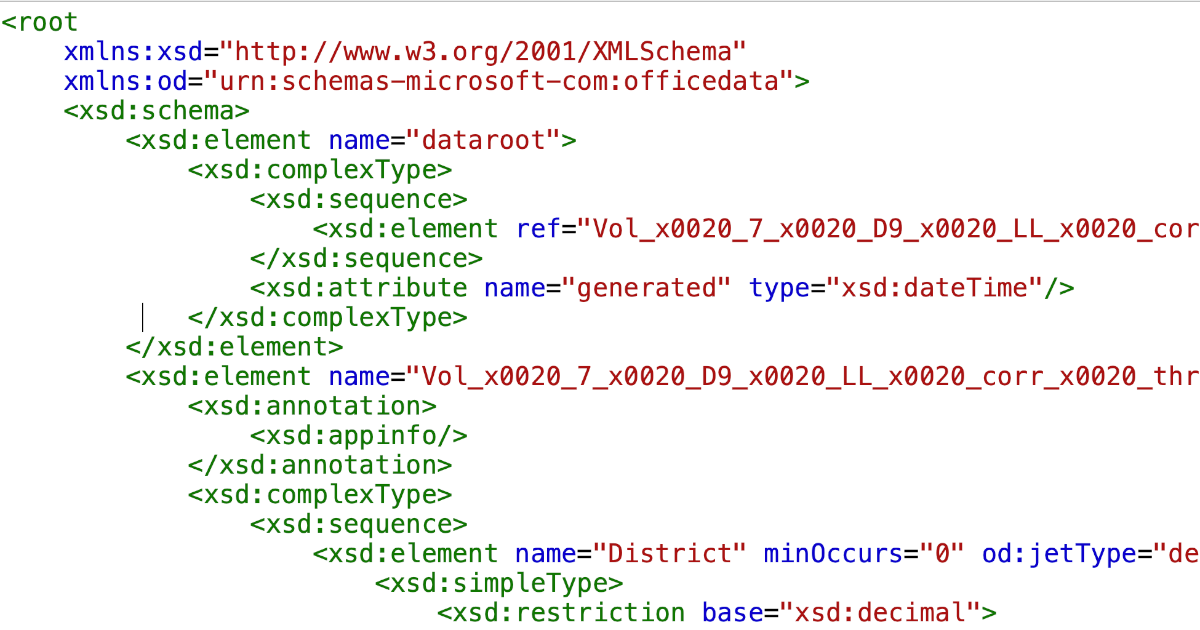 <root
xmlns:xsd="http://www.w3.org/2001/XMLSchema"
xmlns:od="urn:schemas-microsoft-com:officedata">
<xsd:schema>
<xsd:element name="dataroot">
<xsd:complexType>
<xsd:sequence>
<xsd:element ref="Vol_x0020_7_x0020_D9_x0020_LL_x0020_cor
</xsd:sequence>
<xsd:attribute name="generated" type="xsd:dateTime"/>
</xsd:complexType>
</xsd:element>
<xsd:element name="Vol_x0020_7_x0020_D9_x0020_LL_x0020_corr_x0020_thr
<xsd:annotation>
<xsd:appinfo/>
</xsd:annotation>
<xsd:complexType>
<xsd:sequence>
<xsd:element name="District" minOccurs="0" od:jetType="de
<xsd:simpleType>
<xsd:restriction base="xsd:decimal">